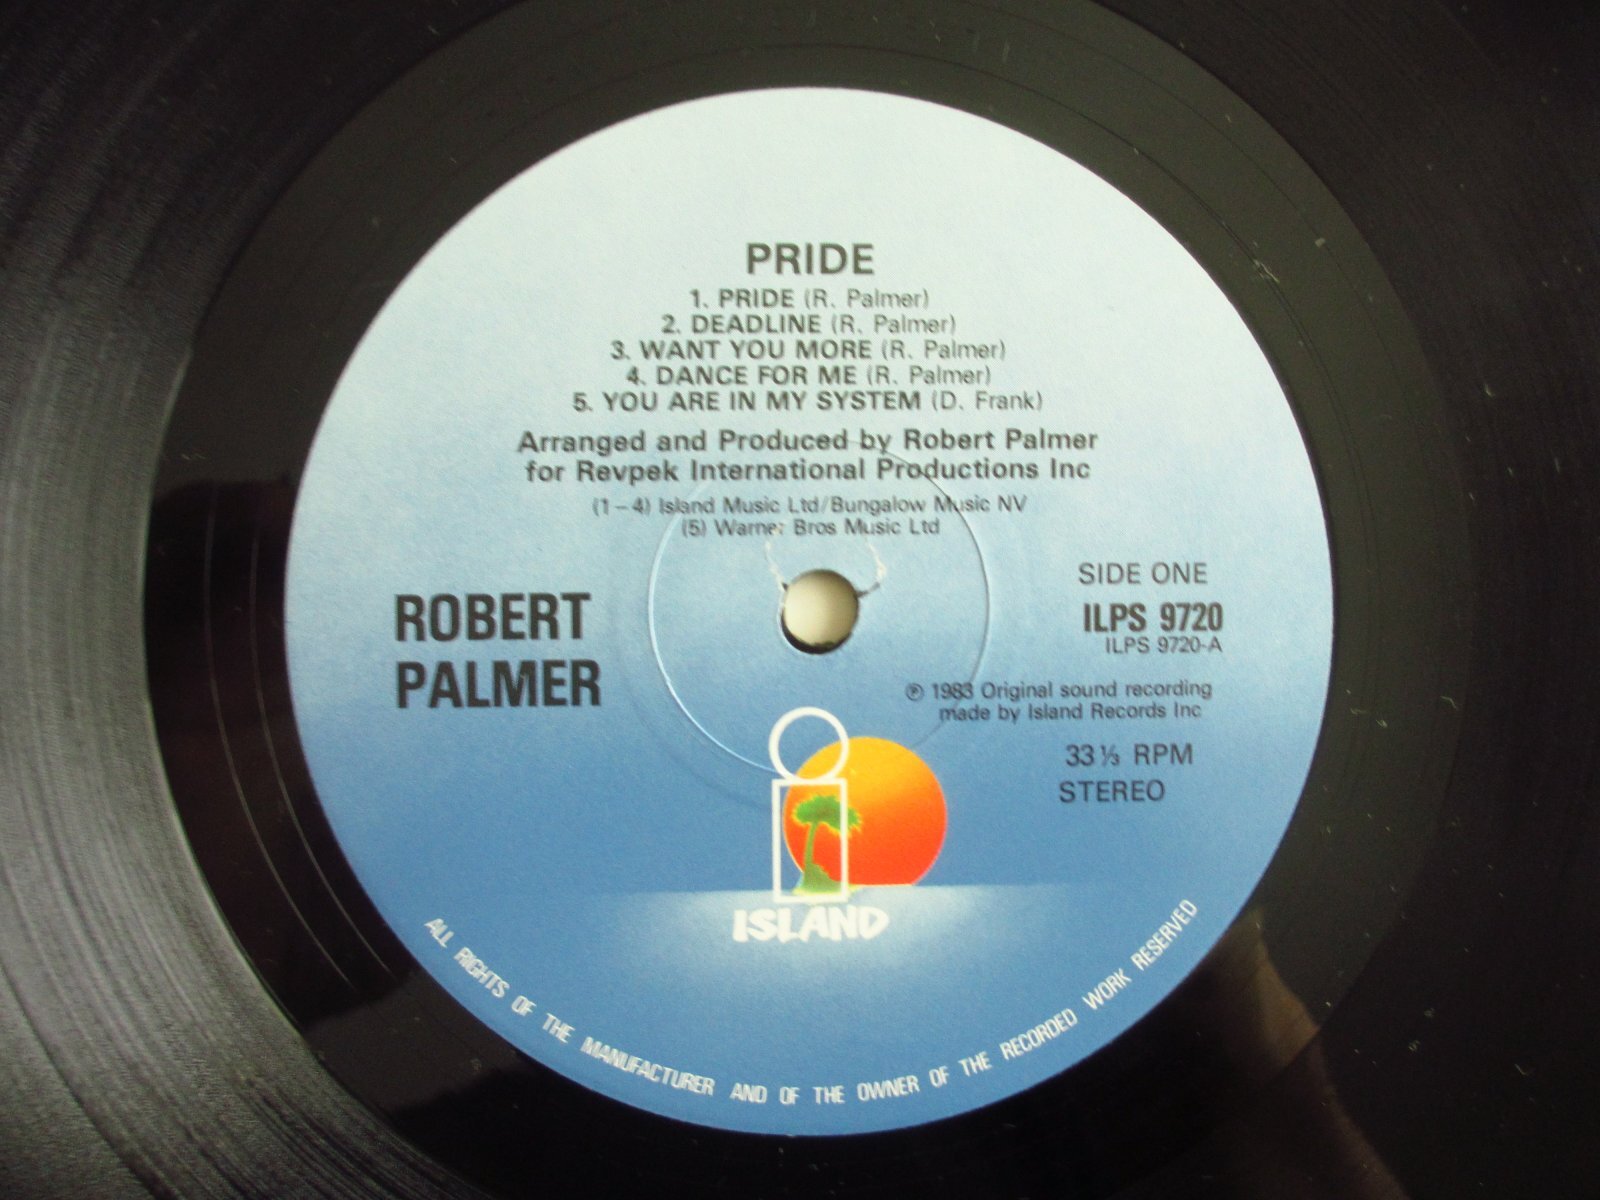 PRIDE
1. PRIDE (R. Palmer)
2. DEADLINE (R. Palmer)
3. WANT YOU MORE (R. Palmer)
4. DANCE FOR ME (R. Palmer)
5. YOU ARE IN MY SYSTEM (D. Frank)
Arranged and Produced by Robert Palmer
for Revpek International Productions Inc
(1–4) Island Music Ltd/Bungalow Music NV
(5) Warner Bros Music Ltd
ROBERT
PALMER
SIDE ONE
ILPS 9720
ILPS 9720-A
℗ 1983 Original sound recording
made by Island Records Inc
33⅓ RPM
STEREO
ISLAND
ALL RIGHTS OF THE MANUFACTURER AND OF THE OWNER OF THE RECORDED WORK RESERVED